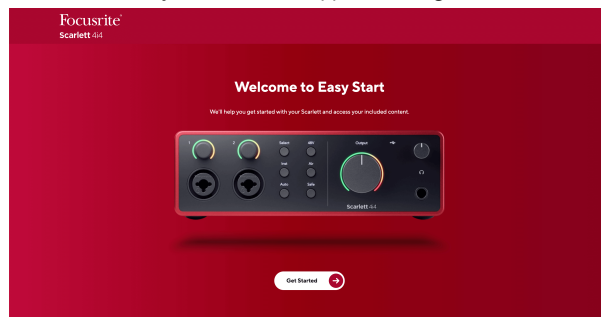 Focusrite®
Scarlett 4i4
Welcome to Easy Start
We'll help you get started with your Scarlett and access your included content.
1 2 Select 48V Output
Inst Air
Auto Safe
Scarlett 4i4
Get Started